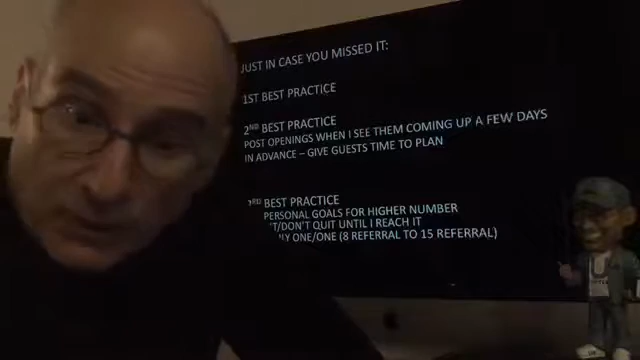 JUST IN CASE YOU MISSED IT:
1ST BEST PRACTICE
2ND BEST PRACTICE
POST OPENINGS WHEN I SEE THEM COMING UP A FEW DAYS
IN ADVANCE – GIVE GUESTS TIME TO PLAN
BEST PRACTICE
PERSONAL GOALS FOR HIGHER NUMBER
T/DON'T QUIT UNTIL I REACH IT
LY ONE/ONE (8 REFERRAL TO 15 REFERRAL)